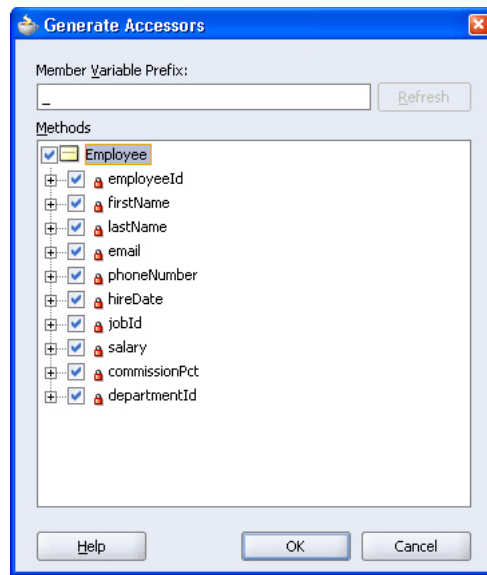 Generate Accessors
Member Variable Prefix:
_
Refresh
Methods
Employee
employeeId
firstName
lastName
email
phoneNumber
hireDate
jobId
salary
commissionPct
departmentId
Help OK Cancel